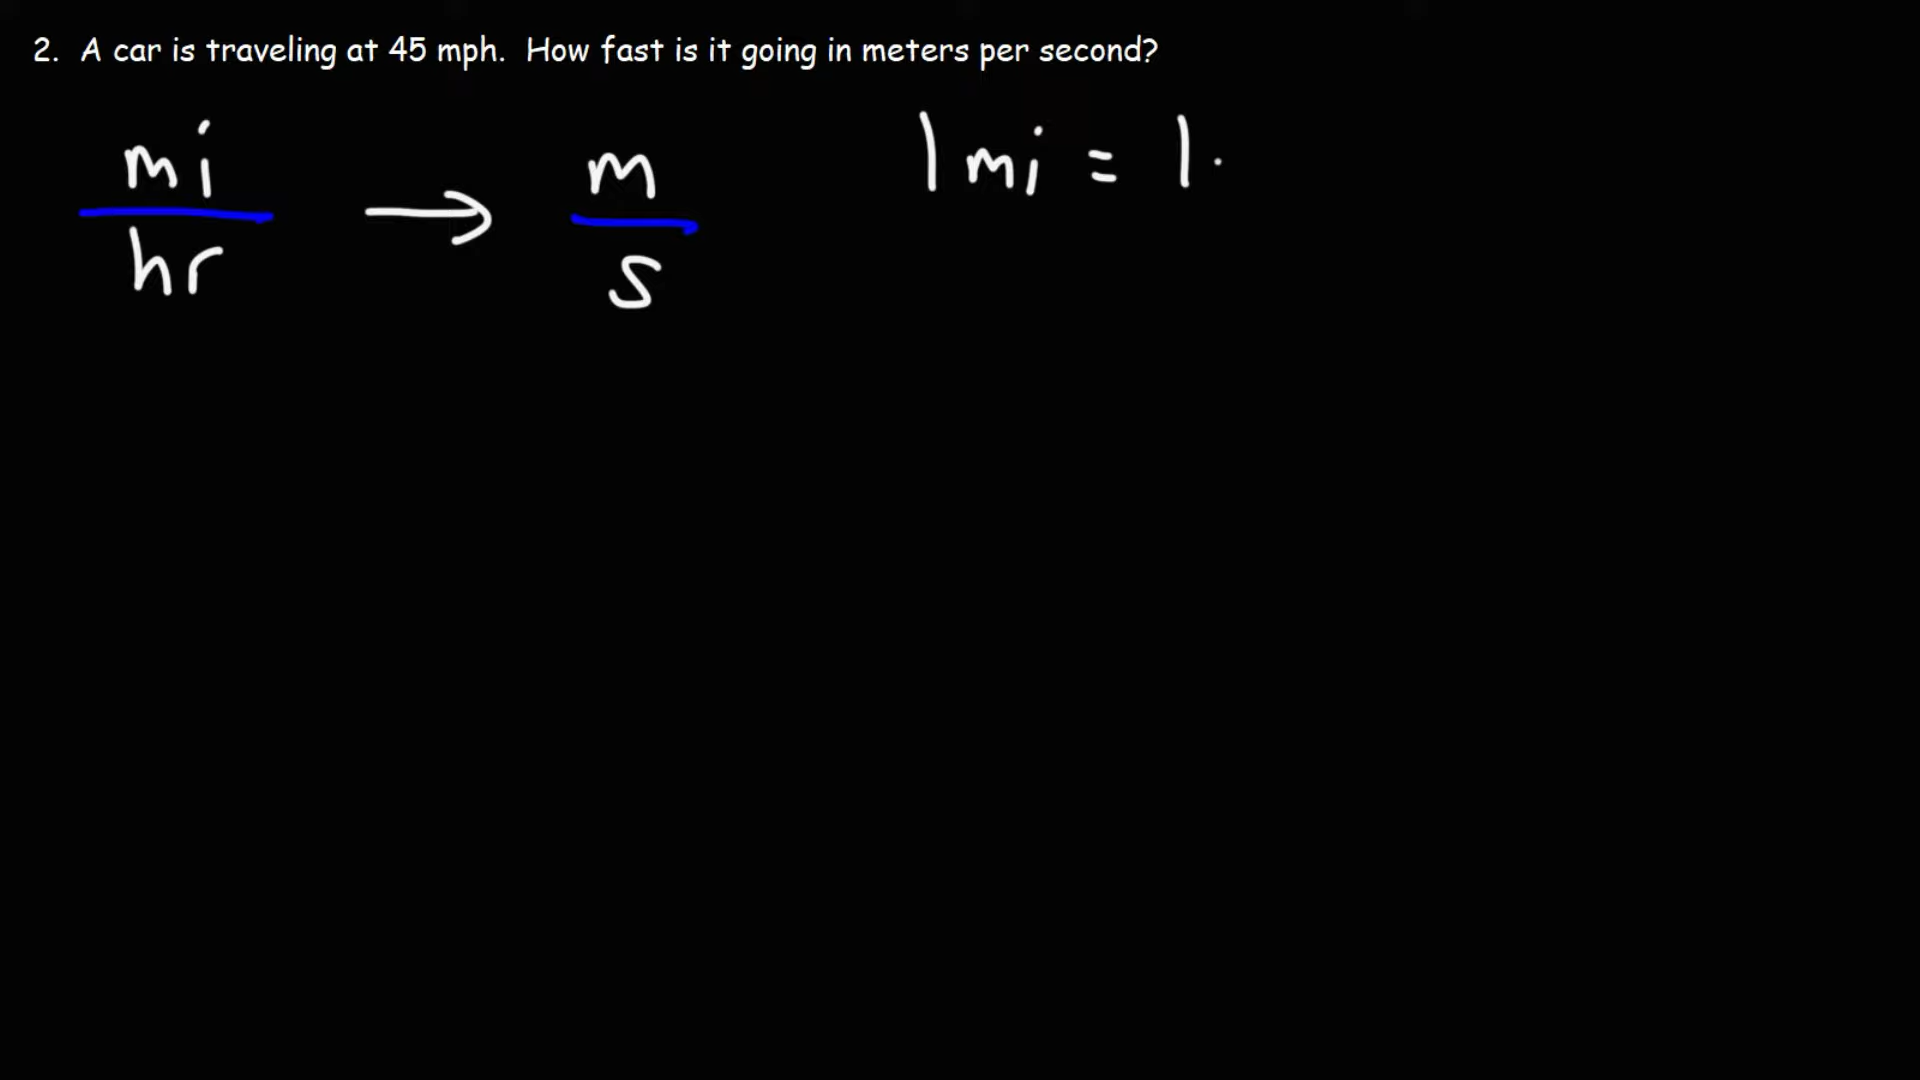 2. A car is traveling at 45 mph. How fast is it going in meters per second?
mi → m 1 mi = 1.
hr s